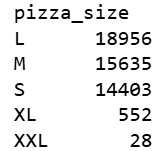 pizza_size
L 18956
M 15635
S 14403
XL 552
XXL 28